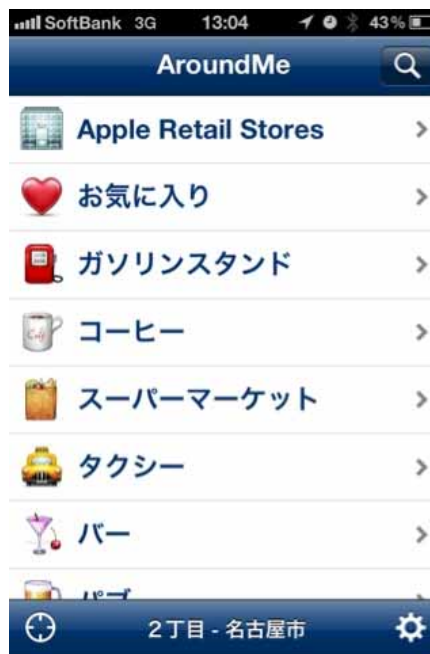 SoftBank 3G 13:04 43%
AroundMe
Apple Retail Stores
お気に入り
ガソリンスタンド
コーヒー
スーパーマーケット
タクシー
バー
パブ
2丁目 - 名古屋市